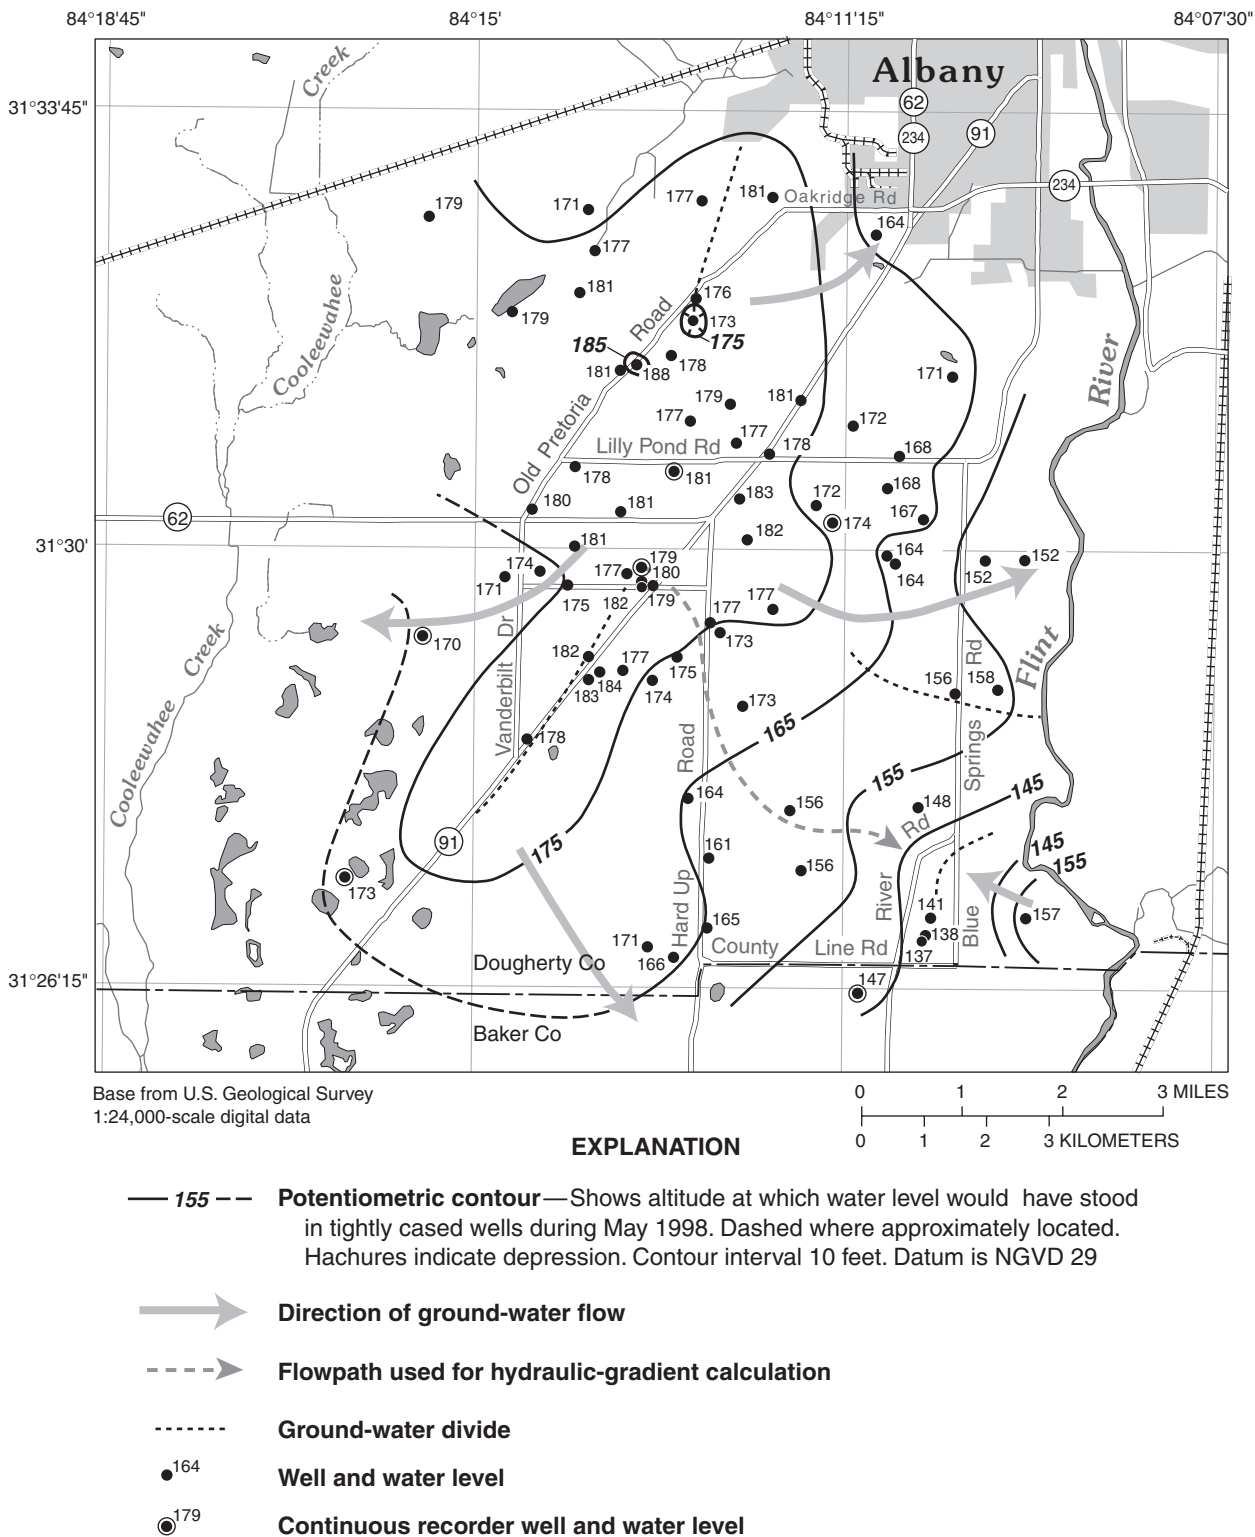 84°18'45"
84°15'
84°11'15"
84°07'30"
Creek
Albany
31°33'45"
62
234
91
234
179
171
177
181
Oakridge Rd
164
177
Cooleewahee
181
179
176
173
175
Road
185
181
188
178
River
171
179
181
177
172
177
Lilly Pond Rd
178
168
Old Pretoria
178
181
168
180
181
183
172
174
167
62
182
31°30'
181
179
164
152
174
177
180
164
152
171
175
182
179
177
177
170
173
Vanderbilt Dr
182
177
175
Creek
183
184
174
156
158
Flint
173
165
178
Road
Springs Rd
Cooleewahee
155
164
156
148
145
91
175
Rd
161
145
155
156
173
Hard Up
River
Blue
141
157
165
171
County Line Rd
138
166
137
Dougherty Co
31°26'15"
147
Baker Co
Base from U.S. Geological Survey
1:24,000-scale digital data
0 1 2 3 MILES
0 1 2 3 KILOMETERS
EXPLANATION
155
Potentiometric contour—Shows altitude at which water level would have stood
in tightly cased wells during May 1998. Dashed where approximately located.
Hachures indicate depression. Contour interval 10 feet. Datum is NGVD 29
Direction of ground-water flow
Flowpath used for hydraulic-gradient calculation
Ground-water divide
164
Well and water level
179
Continuous recorder well and water level